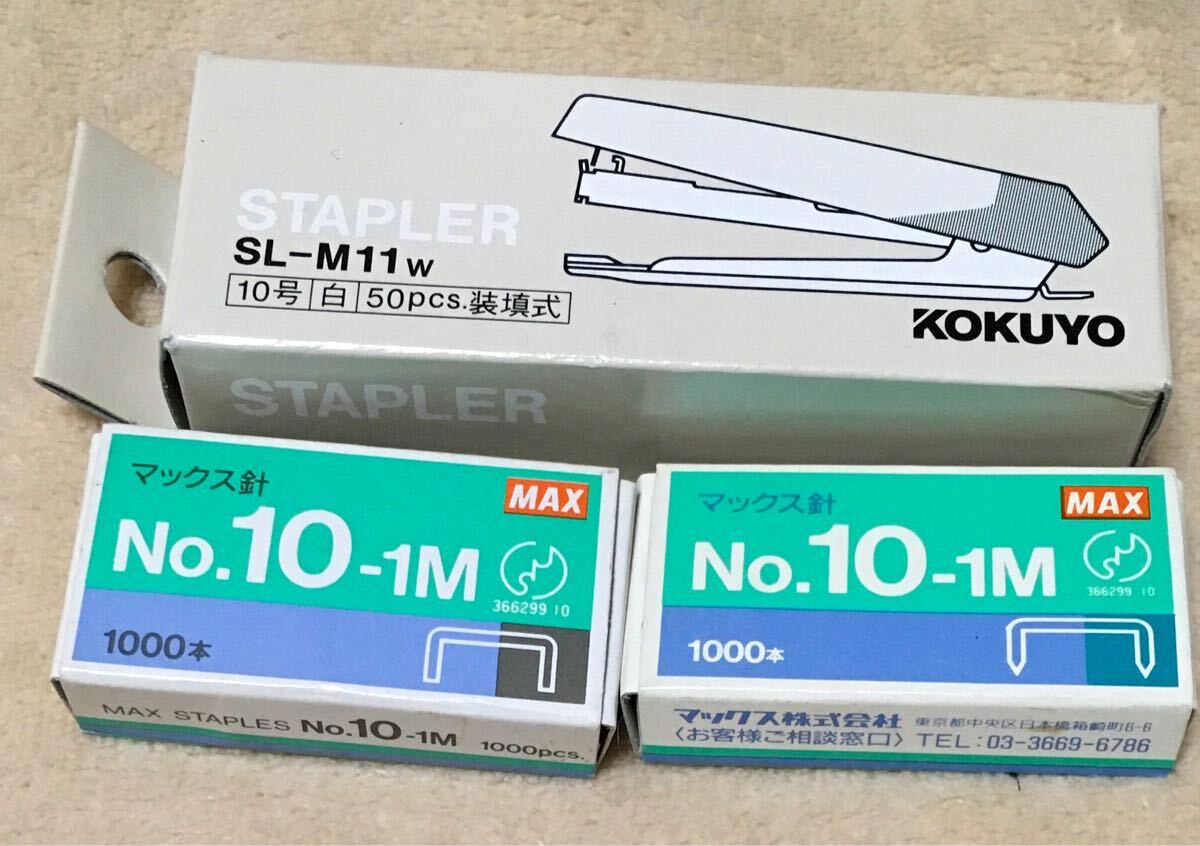 STAPLER
SL-M11w
10号 白 50pcs.装填式
KOKUYO
STAPLER
マックス針
MAX
No.10-1M
366299 10
1000本
MAX STAPLES No.10-1M 1000pcs.
マックス針
MAX
No.10-1M
366299 10
1000本
マックス株式会社 東京都中央区日本橋箱崎町6-6
〈お客様ご相談窓口〉 TEL:03-3669-6786